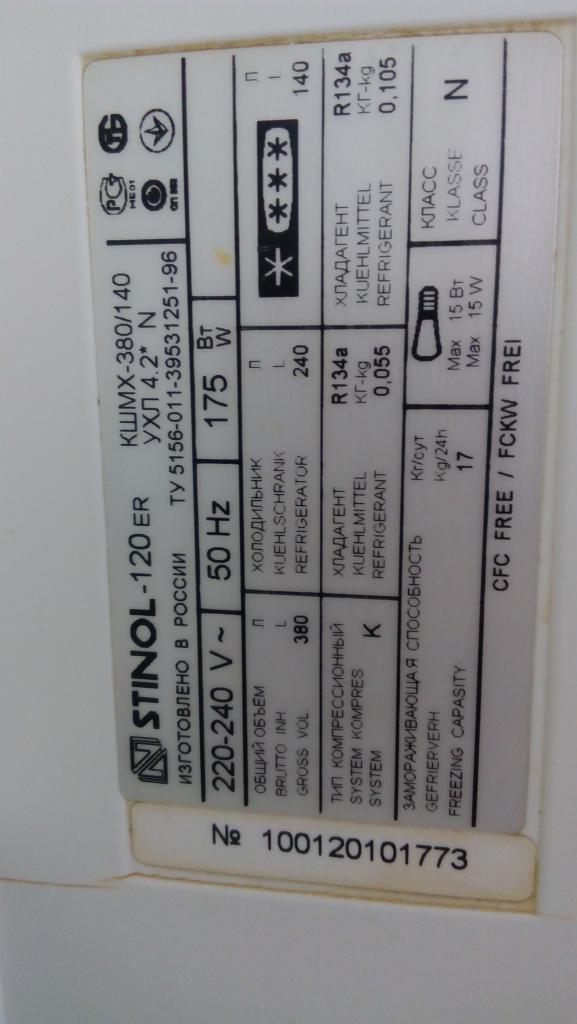 STINOL-120 ER
КШМХ-380/140
УХЛ 4.2* N
ИЗГОТОВЛЕНО В РОССИИ
ТУ 5156-011-39531251-96
РС
МЕ01
220-240 V ~
50 Hz
175 Вт
W
ОБЩИЙ ОБЪЕМ Л
BRUTTO INH L
GROSS VOL. 380
ХОЛОДИЛЬНИК Л
KUEHLSCHRANK L
REFRIGERATOR 240
Л
L
140
ТИП КОМПРЕССИОННЫЙ
SYSTEM KOMPRES K
SYSTEM
ХЛАДАГЕНТ R134a
KUEHLMITTEL КГ-kg
REFRIGERANT 0,055
ХЛАДАГЕНТ R134a
KUEHLMITTEL КГ-kg
REFRIGERANT 0,105
ЗАМОРАЖИВАЮЩАЯ СПОСОБНОСТЬ Кг/сут
GEFRIERVERH Kg/24h
FREEZING CAPASITY 17
Max 15 Вт
Max 15 W
КЛАСС
KLASSE N
CLASS
CFC FREE / FCKW FREI
№ 100120101773